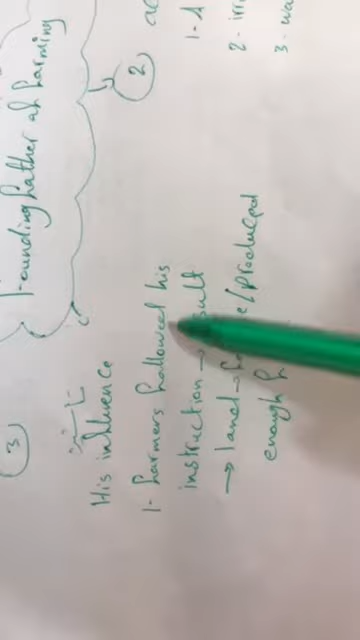 Founding father of farming
3
His influence
1- farmers followed his
instruction →
→ land → / produced
enough
2
1- A
2- irri
3- wa